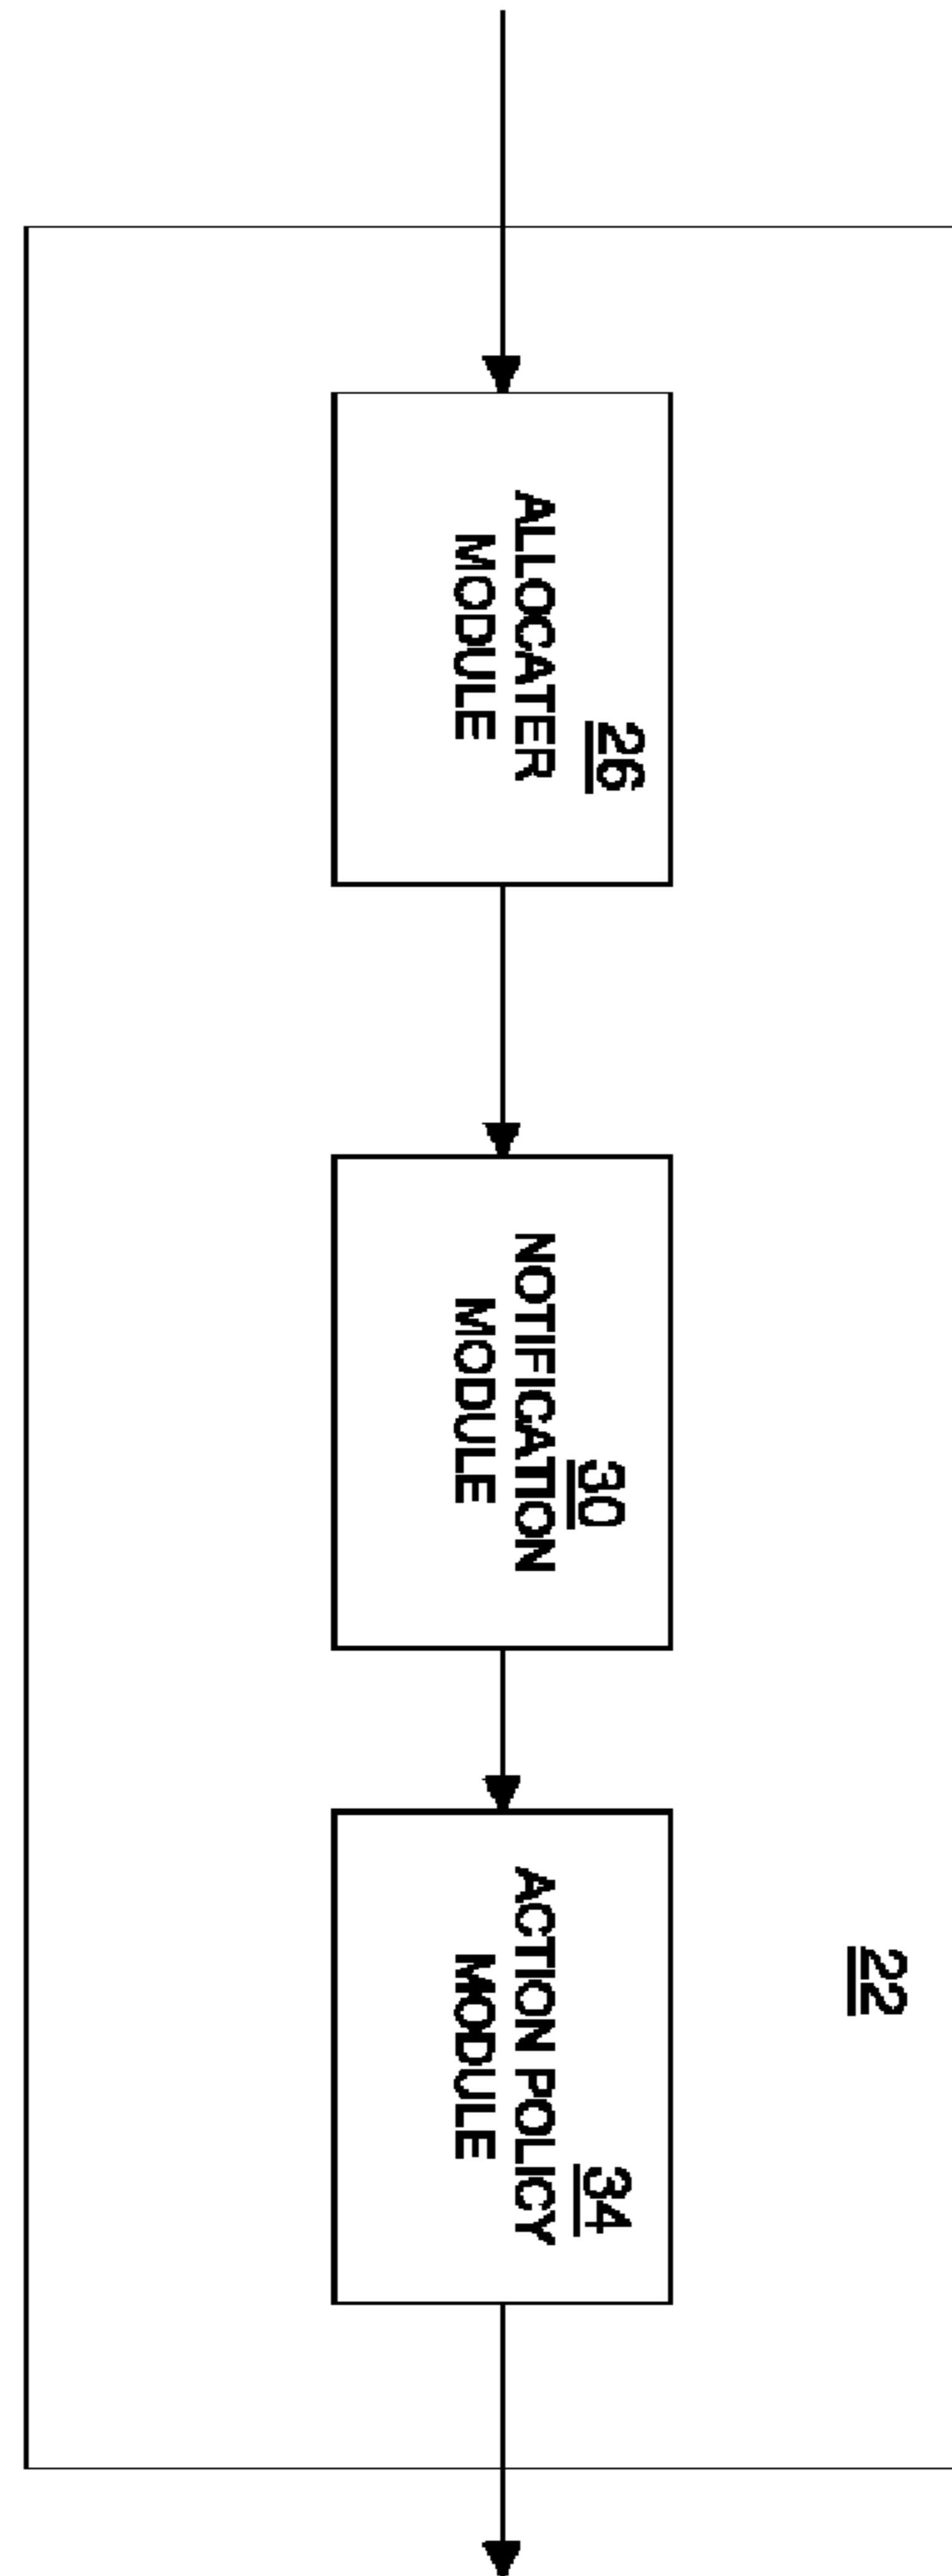 22
26
ALLOCATER
MODULE
30
NOTIFICATION
MODULE
34
ACTION POLICY
MODULE